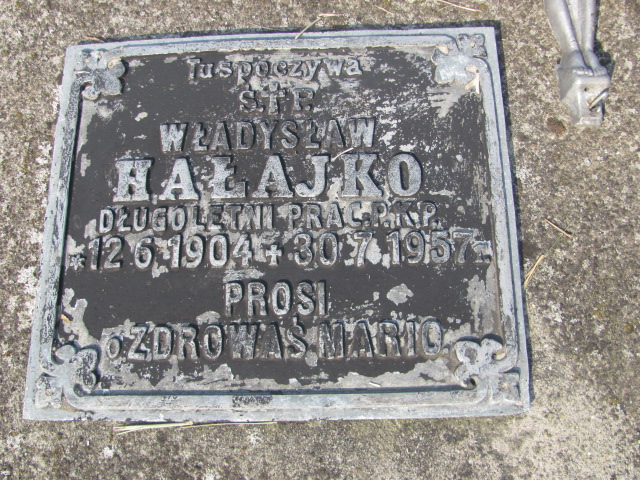 Tu spoczywa
Ś.†P.
WŁADYSŁAW
HAŁAJKO
DŁUGOLETNI PRAC. P.K.P.
*12.6.1904 + 30.7.1957.
PROSI
o ZDROWAŚ MARIO